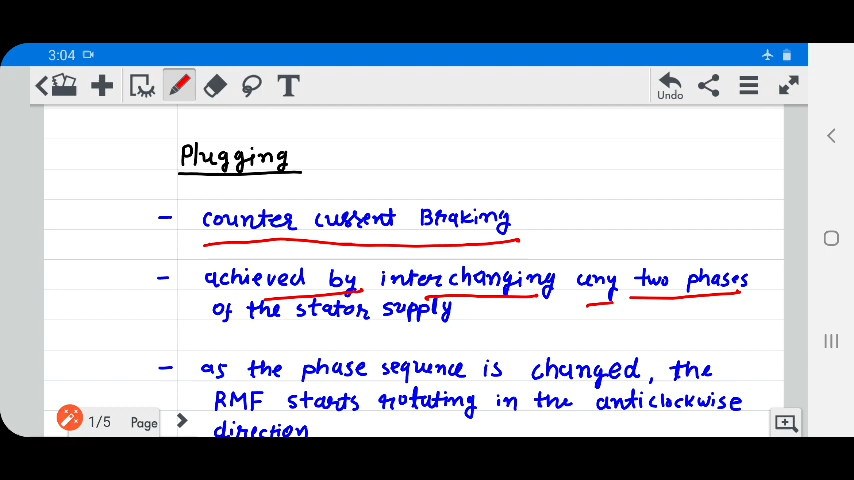 3:04
Undo
Plugging
- counter current Braking
- achieved by interchanging any two phases
of the stator supply
- as the phase sequence is changed, the
RMF starts rotating in the anticlockwise
direction
1/5 Page